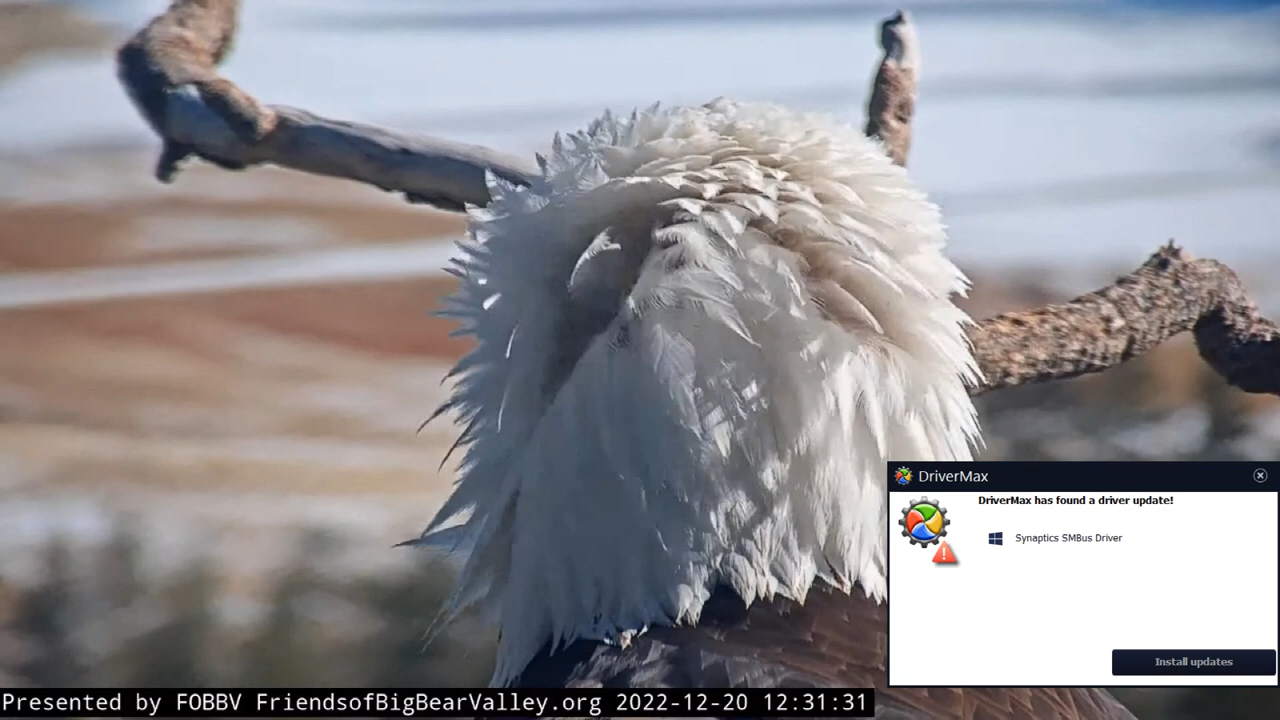 DriverMax
DriverMax has found a driver update!
Synaptics SMBus Driver
Install updates
Presented by FOBBV FriendsofBigBearValley.org 2022-12-20 12:31:31